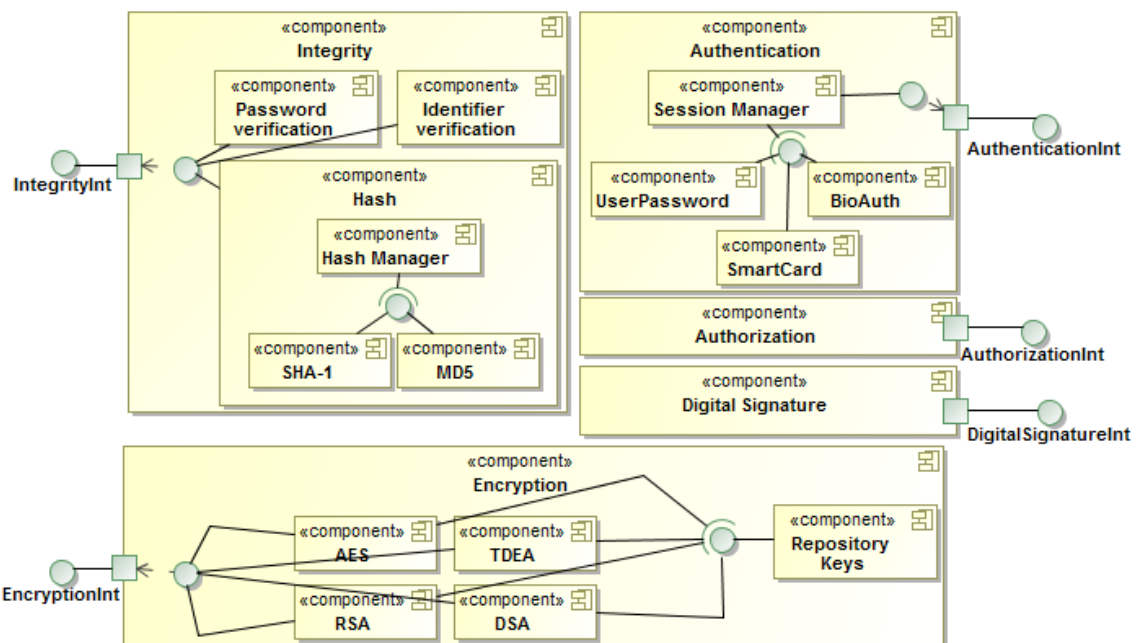 «component»
Integrity
«component»
Password
verification
«component»
Identifier
verification
IntegrityInt
«component»
Hash
«component»
Hash Manager
«component»
SHA-1
«component»
MD5
«component»
Authentication
«component»
Session Manager
AuthenticationInt
«component»
UserPassword
«component»
BioAuth
«component»
SmartCard
«component»
Authorization
AuthorizationInt
«component»
Digital Signature
DigitalSignatureInt
«component»
Encryption
«component»
AES
«component»
TDEA
«component»
Repository
Keys
EncryptionInt
«component»
RSA
«component»
DSA